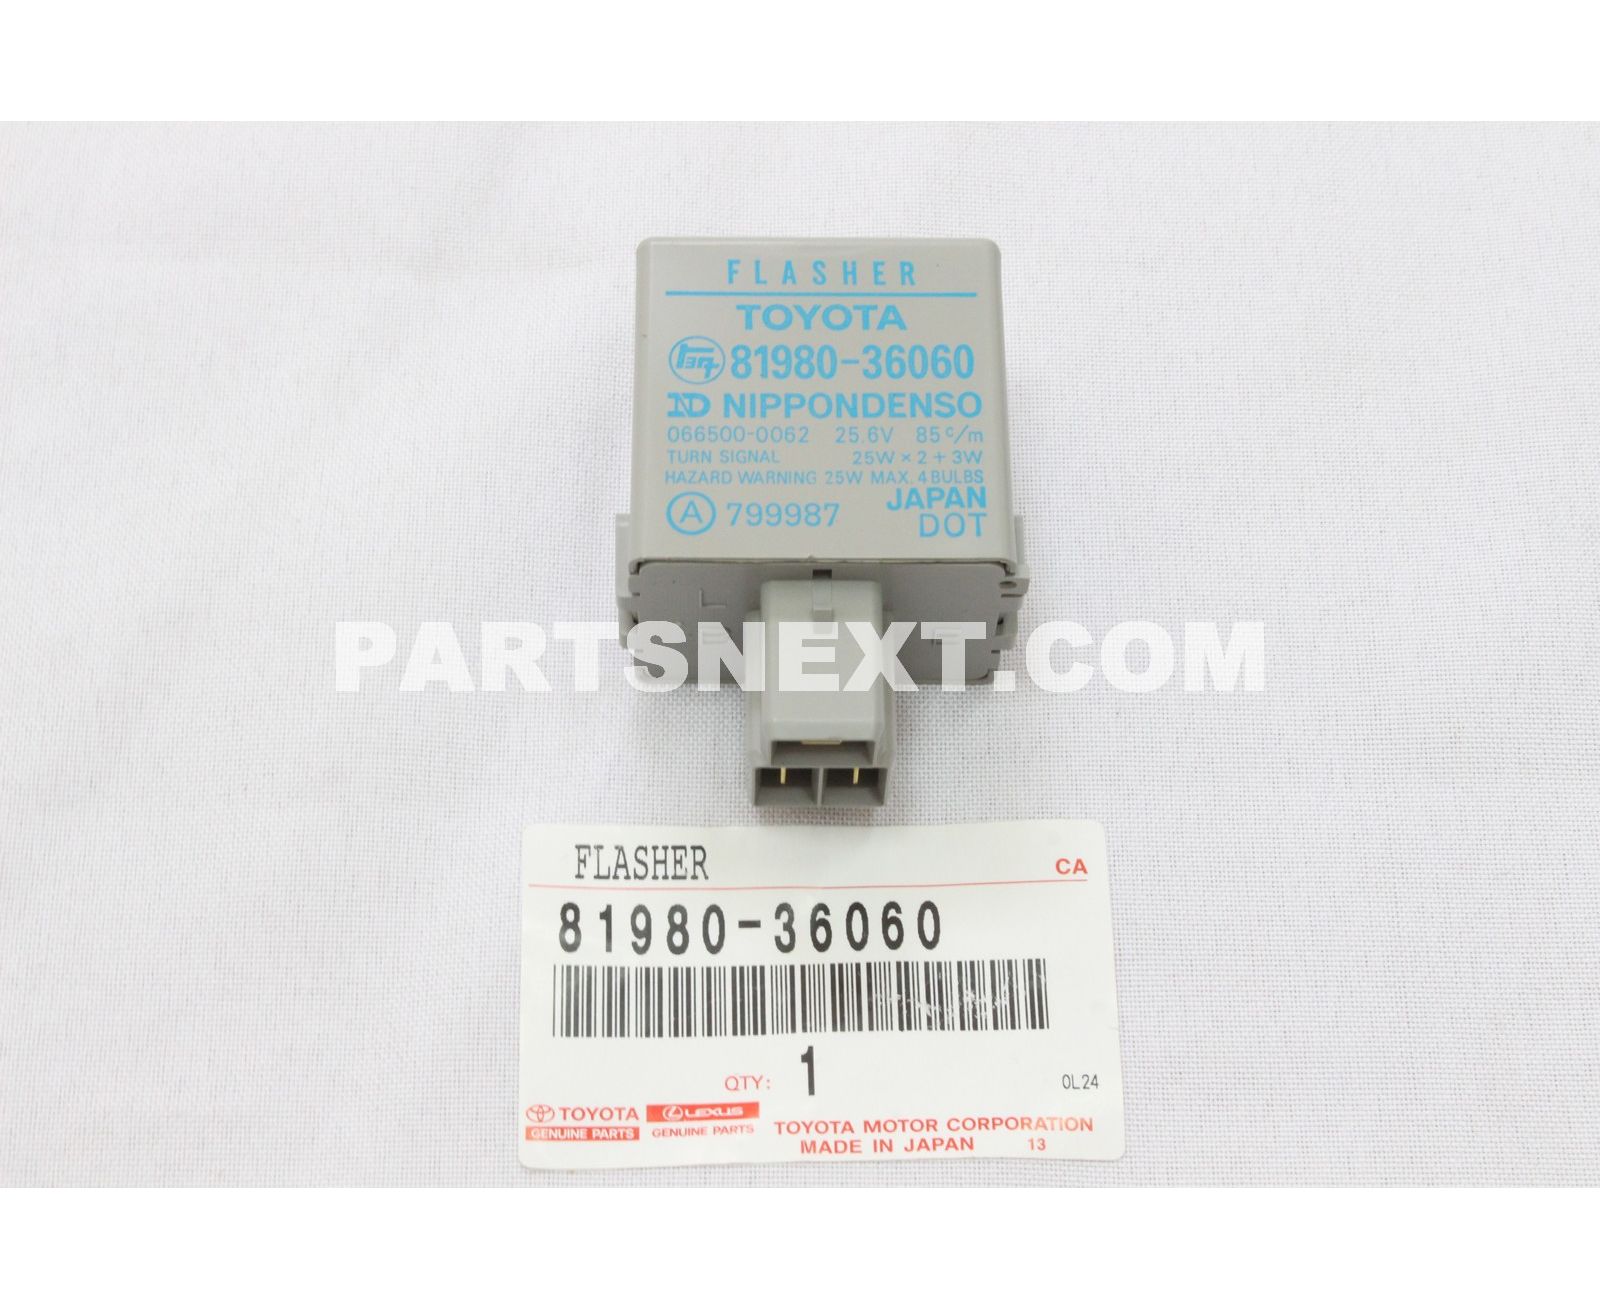 FLASHER
TOYOTA
81980-36060
ND NIPPONDENSO
066500-0062 25.6V 85 c/m
TURN SIGNAL 25W×2+3W
HAZARD WARNING 25W MAX. 4 BULBS
JAPAN
A 799987 DOT
L
B E
PARTSNEXT.COM
FLASHER CA
81980-36060
QTY: 1 0L24
TOYOTA LEXUS
GENUINE PARTS GENUINE PARTS
TOYOTA MOTOR CORPORATION
MADE IN JAPAN 13